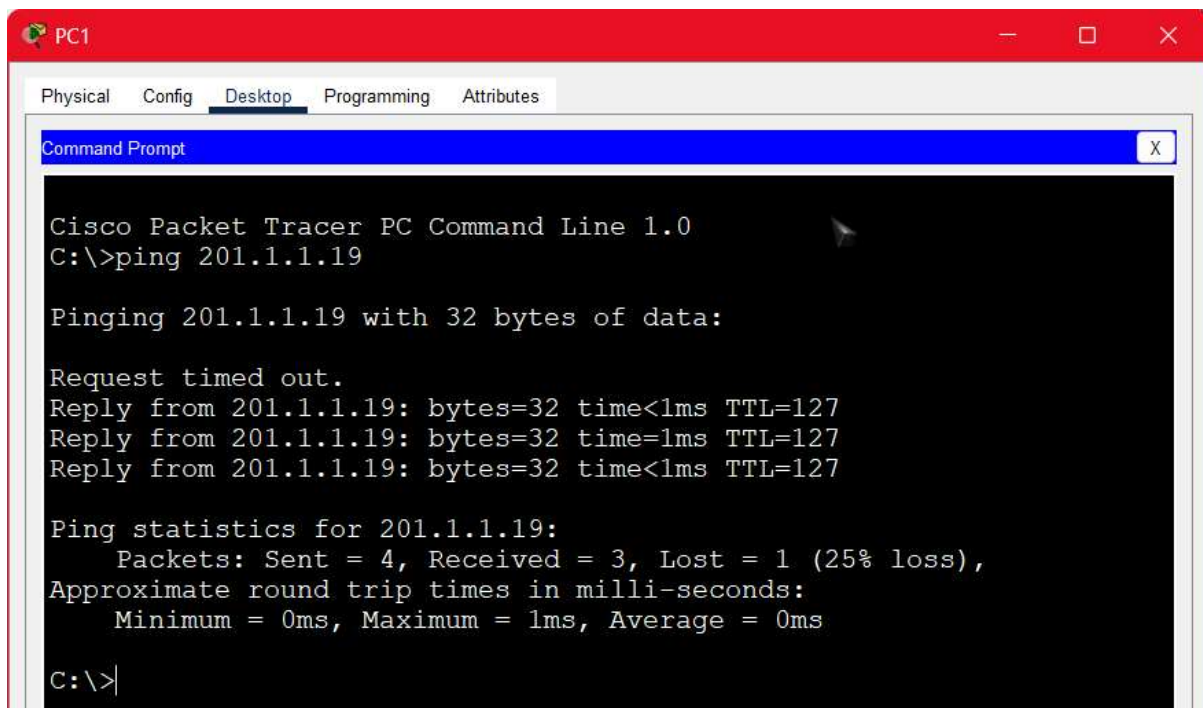 PC1
Physical Config Desktop Programming Attributes
Command Prompt X
Cisco Packet Tracer PC Command Line 1.0
C:\>ping 201.1.1.19
Pinging 201.1.1.19 with 32 bytes of data:
Request timed out.
Reply from 201.1.1.19: bytes=32 time<1ms TTL=127
Reply from 201.1.1.19: bytes=32 time=1ms TTL=127
Reply from 201.1.1.19: bytes=32 time<1ms TTL=127
Ping statistics for 201.1.1.19:
Packets: Sent = 4, Received = 3, Lost = 1 (25% loss),
Approximate round trip times in milli-seconds:
Minimum = 0ms, Maximum = 1ms, Average = 0ms
C:\>